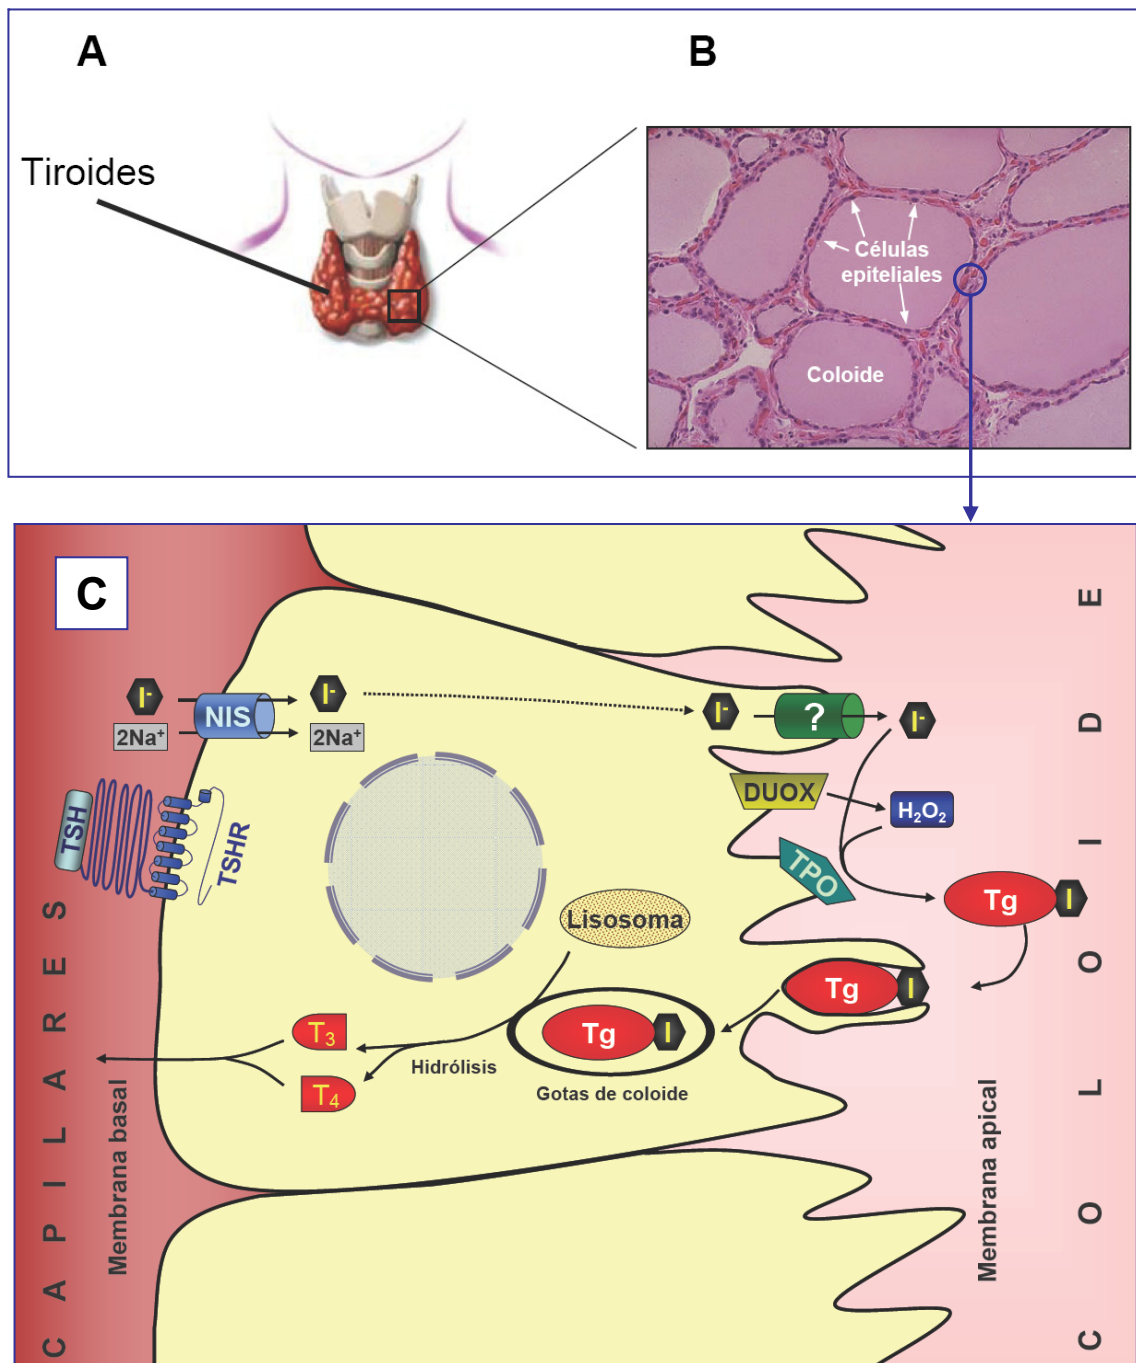 A
B
Tiroides
Células
epiteliales
Coloide
C
I⁻
I⁻
I⁻
I⁻
NIS
?
2Na⁺
2Na⁺
DUOX
H₂O₂
TSH
TSHR
TPO
Tg
I
Lisosoma
Tg
I
Tg
I
T₃
T₄
Hidrólisis
Gotas de coloide
CAPILARES
Membrana basal
Membrana apical
COLOIDE